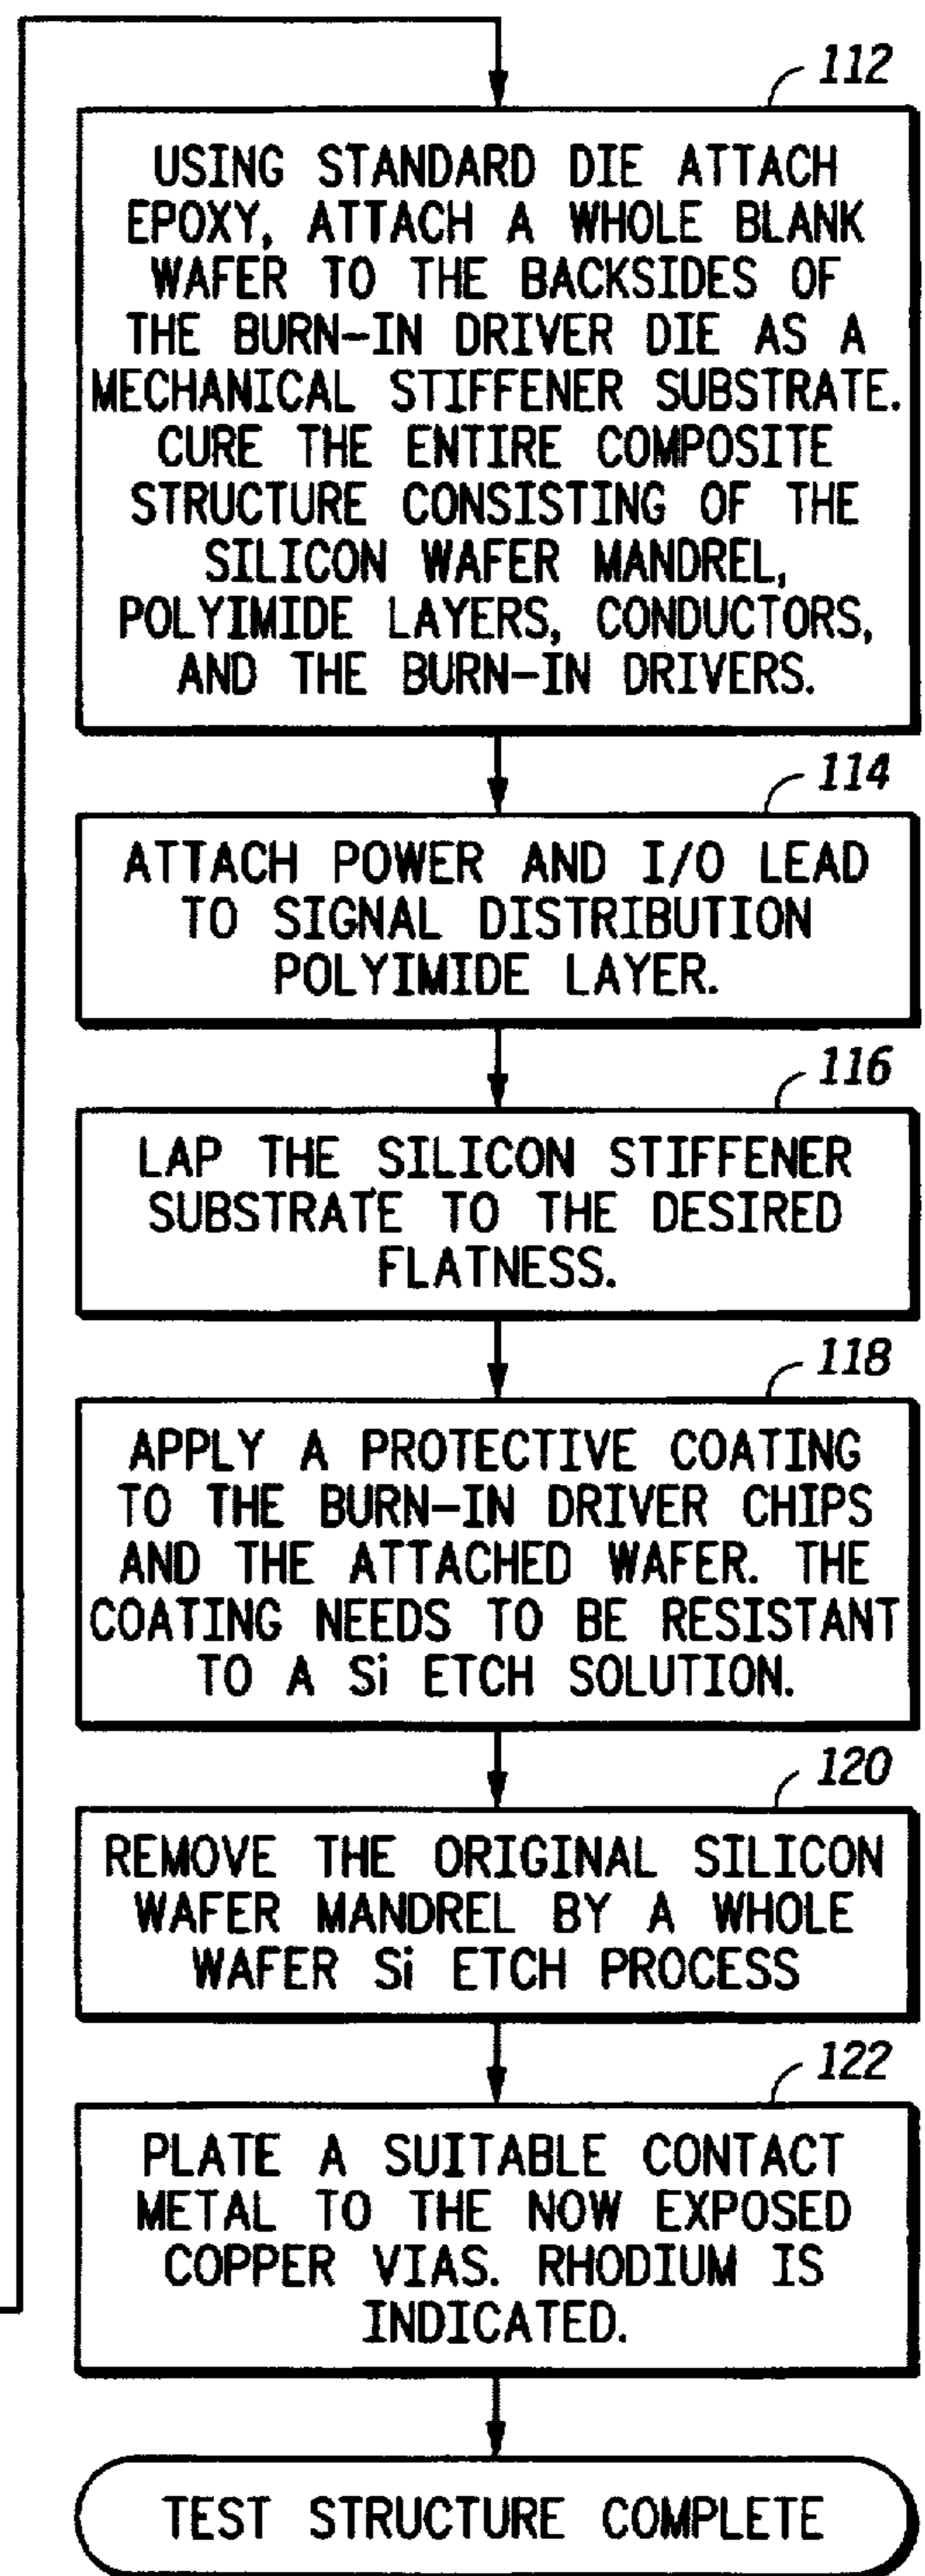 112
USING STANDARD DIE ATTACH
EPOXY, ATTACH A WHOLE BLANK
WAFER TO THE BACKSIDES OF
THE BURN-IN DRIVER DIE AS A
MECHANICAL STIFFENER SUBSTRATE.
CURE THE ENTIRE COMPOSITE
STRUCTURE CONSISTING OF THE
SILICON WAFER MANDREL,
POLYIMIDE LAYERS, CONDUCTORS,
AND THE BURN-IN DRIVERS.
114
ATTACH POWER AND I/O LEAD
TO SIGNAL DISTRIBUTION
POLYIMIDE LAYER.
116
LAP THE SILICON STIFFENER
SUBSTRATE TO THE DESIRED
FLATNESS.
118
APPLY A PROTECTIVE COATING
TO THE BURN-IN DRIVER CHIPS
AND THE ATTACHED WAFER. THE
COATING NEEDS TO BE RESISTANT
TO A Si ETCH SOLUTION.
120
REMOVE THE ORIGINAL SILICON
WAFER MANDREL BY A WHOLE
WAFER Si ETCH PROCESS
122
PLATE A SUITABLE CONTACT
METAL TO THE NOW EXPOSED
COPPER VIAS. RHODIUM IS
INDICATED.
TEST STRUCTURE COMPLETE